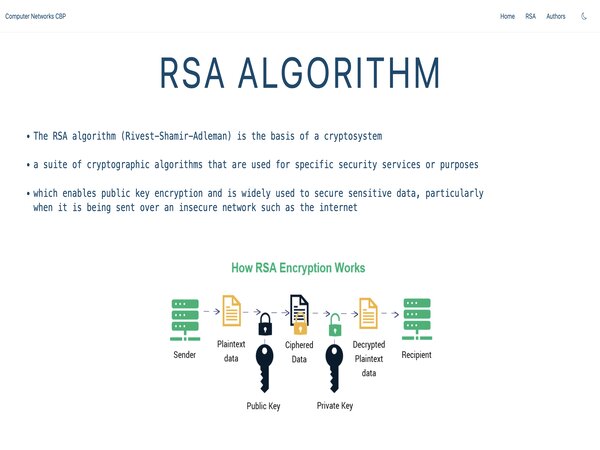 Computer Networks CBP
Home RSA Authors
RSA ALGORITHM
• The RSA algorithm (Rivest-Shamir-Adleman) is the basis of a cryptosystem
• a suite of cryptographic algorithms that are used for specific security services or purposes
• which enables public key encryption and is widely used to secure sensitive data, particularly
when it is being sent over an insecure network such as the internet
How RSA Encryption Works
Sender
Plaintext
data
Ciphered
Data
Decrypted
Plaintext
data
Recipient
Public Key
Private Key